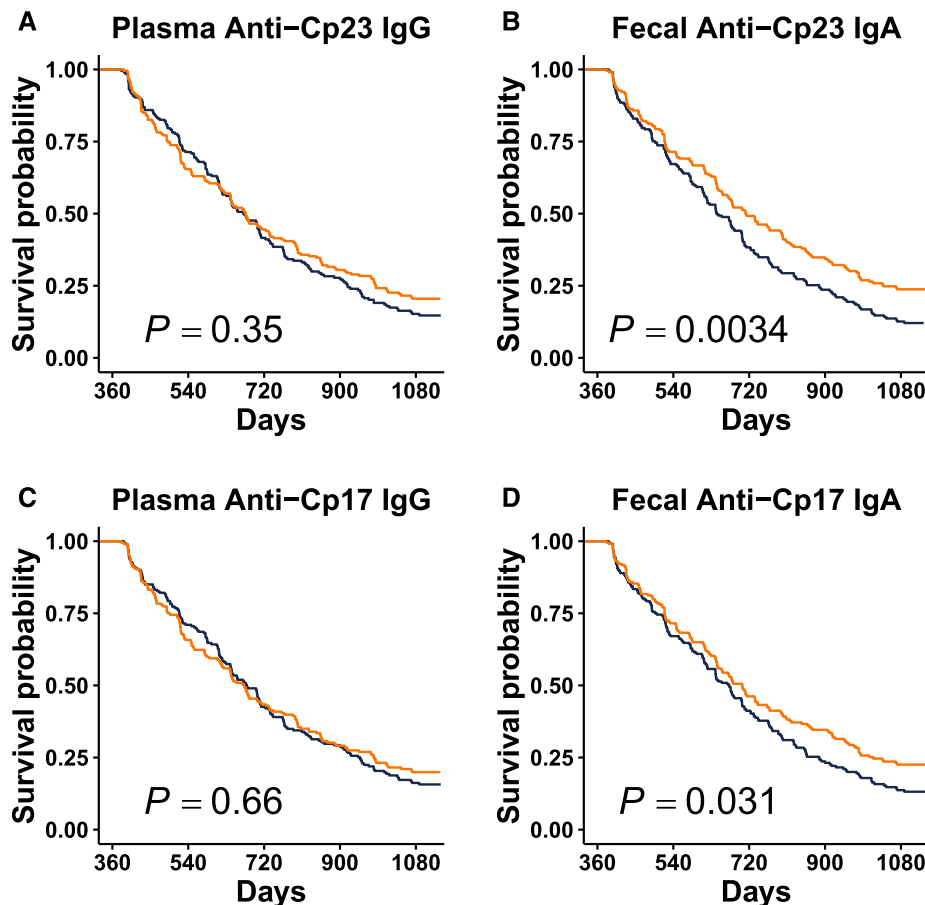 A Plasma Anti−Cp23 IgG
Survival probability
1.00
0.75
0.50
0.25
0.00
P = 0.35
360 540 720 900 1080
Days
B Fecal Anti−Cp23 IgA
Survival probability
1.00
0.75
0.50
0.25
0.00
P = 0.0034
360 540 720 900 1080
Days
C Plasma Anti−Cp17 IgG
Survival probability
1.00
0.75
0.50
0.25
0.00
P = 0.66
360 540 720 900 1080
Days
D Fecal Anti−Cp17 IgA
Survival probability
1.00
0.75
0.50
0.25
0.00
P = 0.031
360 540 720 900 1080
Days